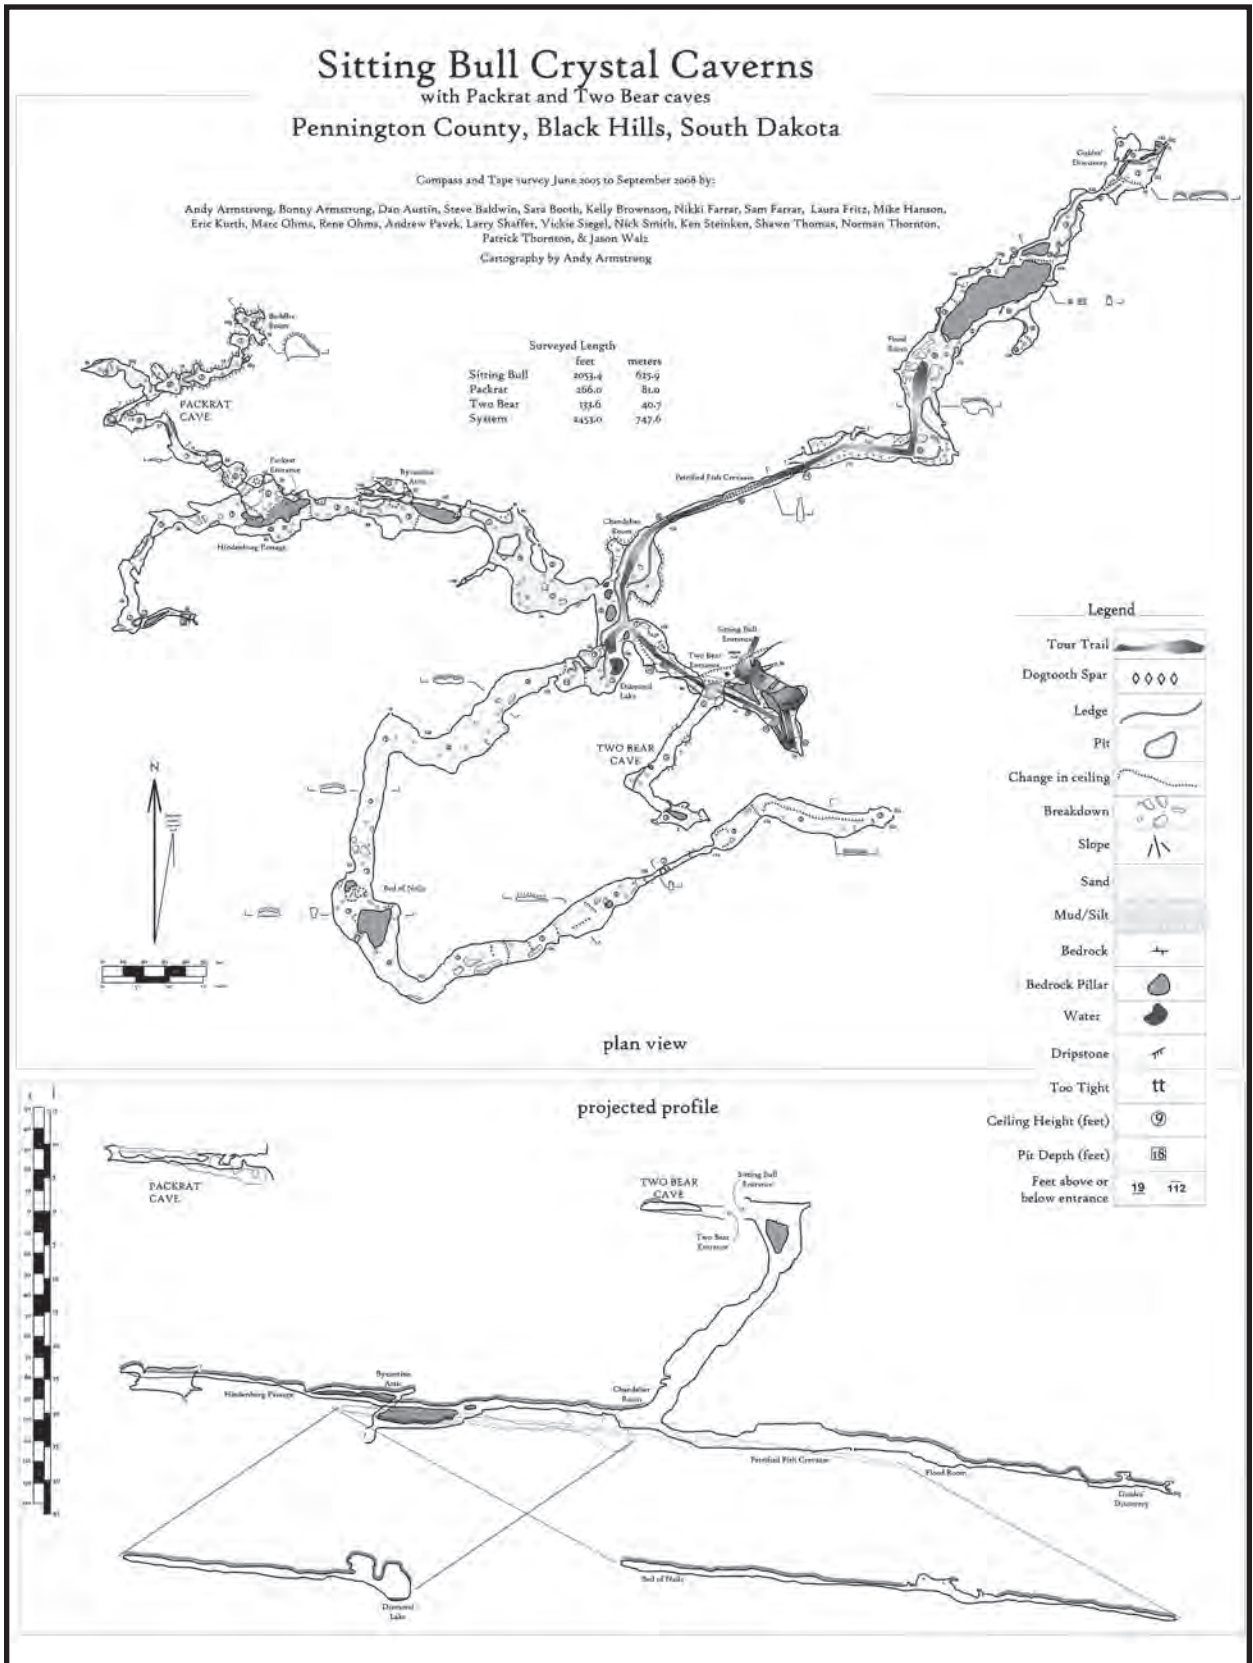 Sitting Bull Crystal Caverns
with Packrat and Two Bear caves
Pennington County, Black Hills, South Dakota
Compass and Tape survey June 2005 to September 2008 by:
Andy Armstrong, Bonny Armstrong, Dan Austin, Steve Baldwin, Sara Booth, Kelly Brownson, Nikki Farrar, Sam Farrar, Laura Fritz, Mike Hanson,
Eric Kurth, Marc Ohms, Rene Ohms, Andrew Pavek, Larry Shaffer, Vickie Siegel, Nick Smith, Ken Steinken, Shawn Thomas, Norman Thornton,
Patrick Thornton, & Jason Walz
Cartography by Andy Armstrong
Guides'
Discovery
Buddha
Room
Surveyed Length
feet meters
Sitting Bull 2053.4 625.9
Packrat 266.0 81.0
Two Bear 133.6 40.7
System 2453.0 747.6
Flood
Room
PACKRAT
CAVE
Packrat
Entrance
Byzantine
Attic
Petrified Fish Crevasse
Chandelier
Room
Hindenburg Passage
Sitting Bull
Entrance
Two Bear
Entrance
Diamond
Lake
TWO BEAR
CAVE
N
Bed of Nails
plan view
Legend
Tour Trail
Dogtooth Spar
Ledge
Pit
Change in ceiling
Breakdown
Slope
Sand
Mud/Silt
Bedrock
Bedrock Pillar
Water
Dripstone
Too Tight tt
Ceiling Height (feet) 9
Pit Depth (feet) 18
Feet above or
below entrance 19 112
projected profile
PACKRAT
CAVE
TWO BEAR
CAVE
Sitting Bull
Entrance
Two Bear
Entrance
Byzantine
Attic
Hindenburg Passage
Chandelier
Room
Petrified Fish Crevasse
Flood Room
Guides'
Discovery
Bed of Nails
Diamond
Lake